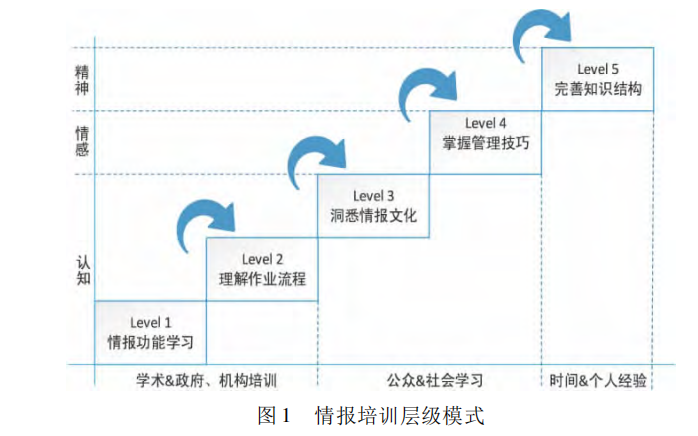 精神
Level 5
完善知识结构
情感
Level 4
掌握管理技巧
认知
Level 3
洞悉情报文化
Level 2
理解作业流程
Level 1
情报功能学习
学术&政府、机构培训
公众&社会学习
时间&个人经验
图1 情报培训层级模式